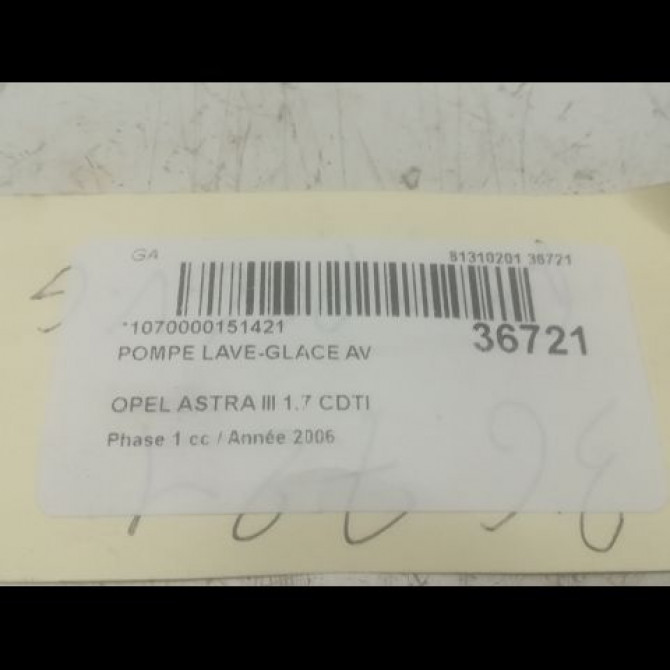 GA 81310201 36721
*1070000151421 36721
POMPE LAVE-GLACE AV
OPEL ASTRA III 1.7 CDTI
Phase 1 cc / Année 2006